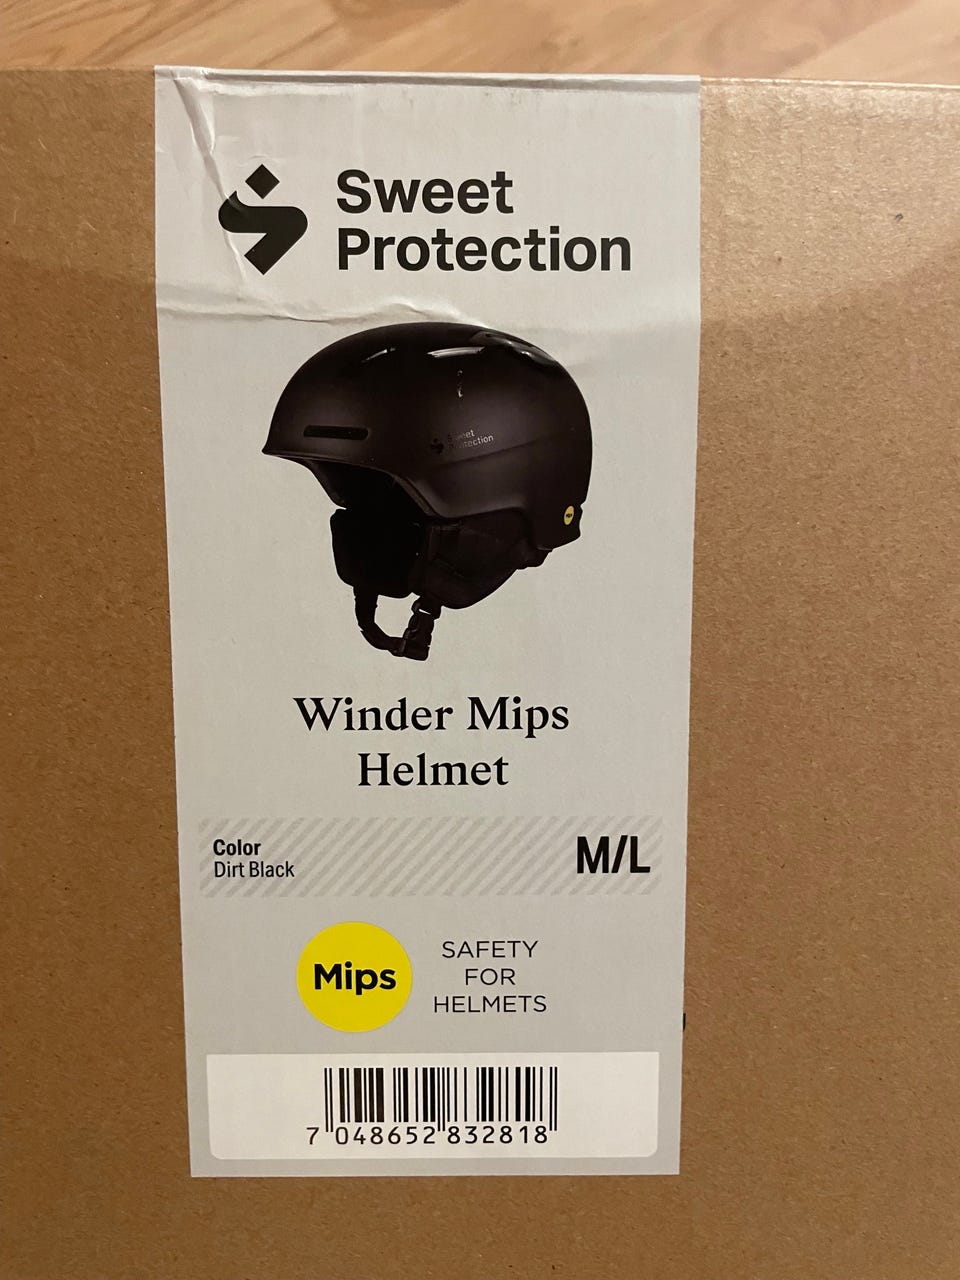 Sweet
Protection
Sweet
Protection
Winder Mips
Helmet
Color
Dirt Black
M/L
Mips
SAFETY
FOR
HELMETS
7 048652 832818